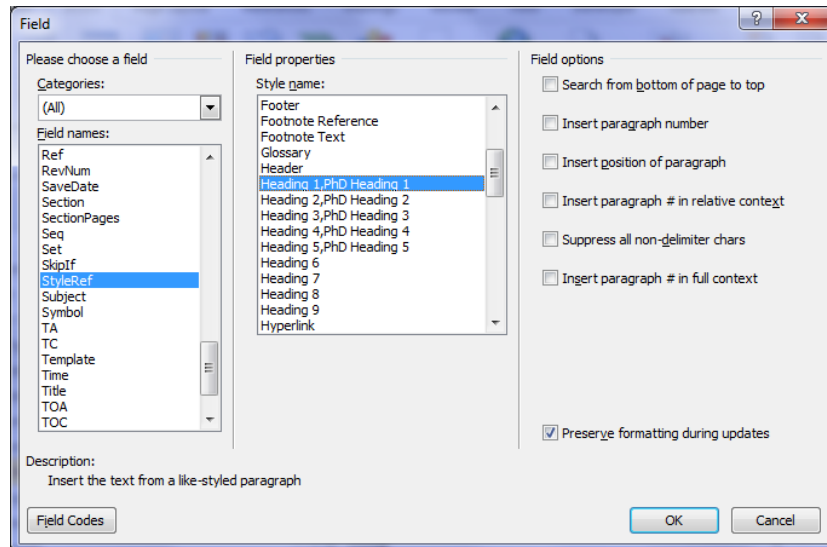 Field
Please choose a field
Categories:
(All)
Field names:
Ref
RevNum
SaveDate
Section
SectionPages
Seq
Set
SkipIf
StyleRef
Subject
Symbol
TA
TC
Template
Time
Title
TOA
TOC
Field properties
Style name:
Footer
Footnote Reference
Footnote Text
Glossary
Header
Heading 1,PhD Heading 1
Heading 2,PhD Heading 2
Heading 3,PhD Heading 3
Heading 4,PhD Heading 4
Heading 5,PhD Heading 5
Heading 6
Heading 7
Heading 8
Heading 9
Hyperlink
Field options
Search from bottom of page to top
Insert paragraph number
Insert position of paragraph
Insert paragraph # in relative context
Suppress all non-delimiter chars
Insert paragraph # in full context
Preserve formatting during updates
Description:
Insert the text from a like-styled paragraph
Field Codes
OK
Cancel